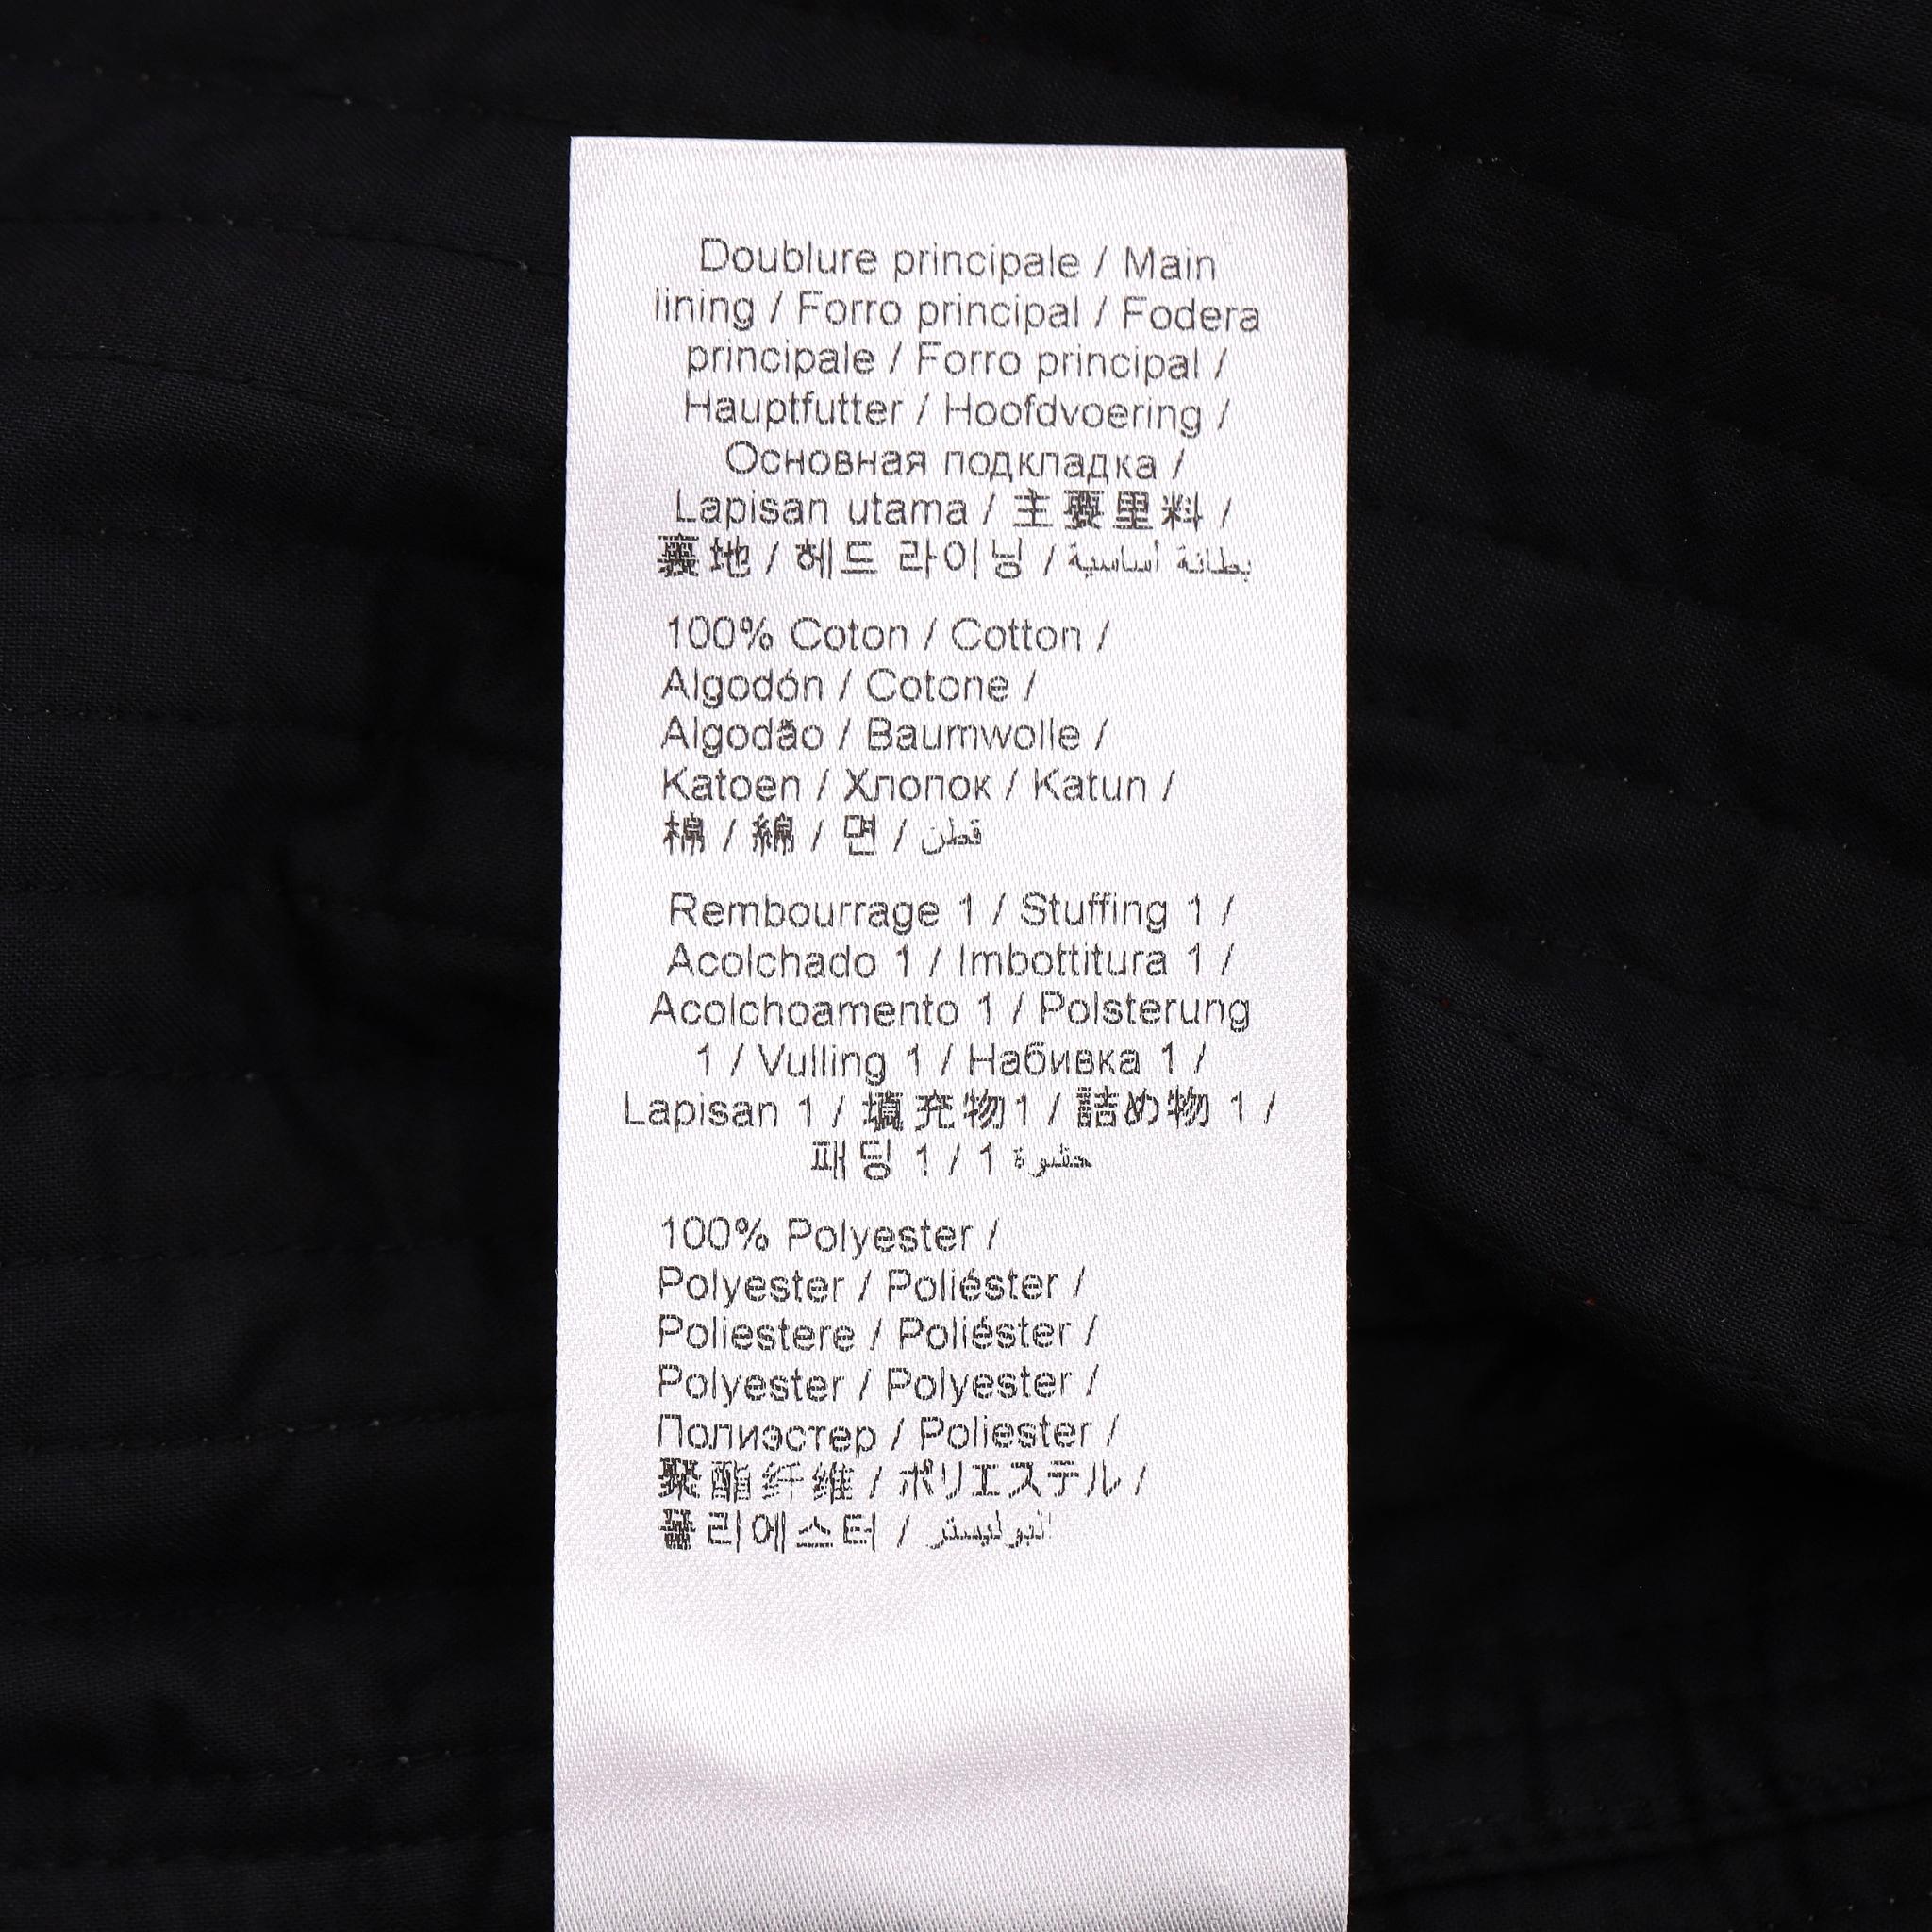 Doublure principale / Main
lining / Forro principal / Fodera
principale / Forro principal /
Hauptfutter / Hoofdvoering /
Основная подкладка /
Lapisan utama / 主要里料 /
裏地 / 헤드 라이닝 / بطانة أساسية
100% Coton / Cotton /
Algodón / Cotone /
Algodão / Baumwolle /
Katoen / Хлопок / Katun /
棉 / 綿 / 면 / قطن
Rembourrage 1 / Stuffing 1 /
Acolchado 1 / Imbottitura 1 /
Acolchoamento 1 / Polsterung
1 / Vulling 1 / Набивка 1 /
Lapisan 1 / 填充物1 / 詰め物 1 /
패딩 1 / 1 حشوة
100% Polyester /
Polyester / Poliéster /
Poliestere / Poliéster /
Polyester / Polyester /
Полиэстер / Poliester /
聚酯纤维 / ポリエステル /
폴리에스터 / البوليستر